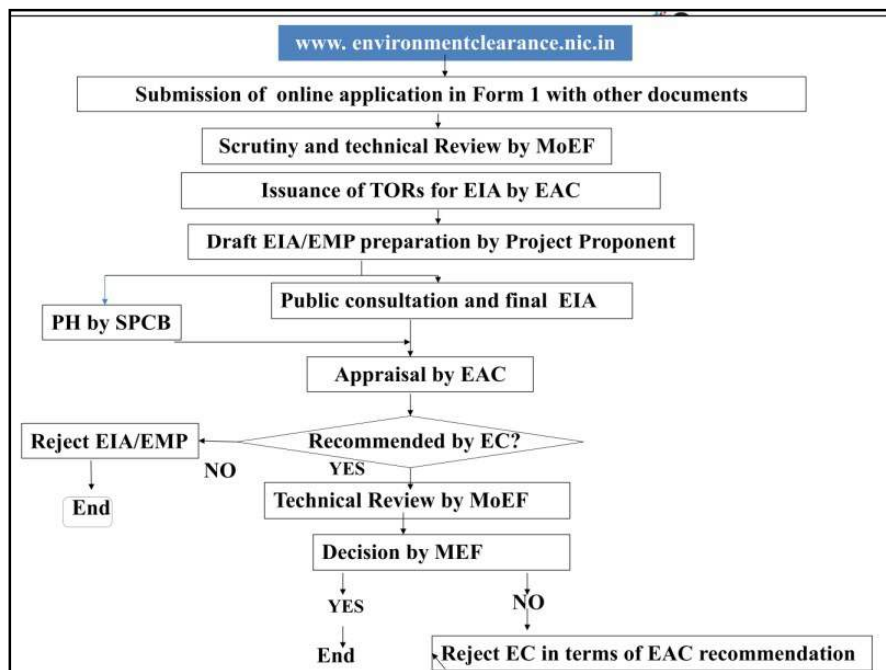 www. environmentclearance.nic.in
Submission of online application in Form 1 with other documents
Scrutiny and technical Review by MoEF
Issuance of TORs for EIA by EAC
Draft EIA/EMP preparation by Project Proponent
Public consultation and final EIA
PH by SPCB
Appraisal by EAC
Recommended by EC?
Reject EIA/EMP
NO
YES
End
Technical Review by MoEF
Decision by MEF
YES
NO
End
Reject EC in terms of EAC recommendation